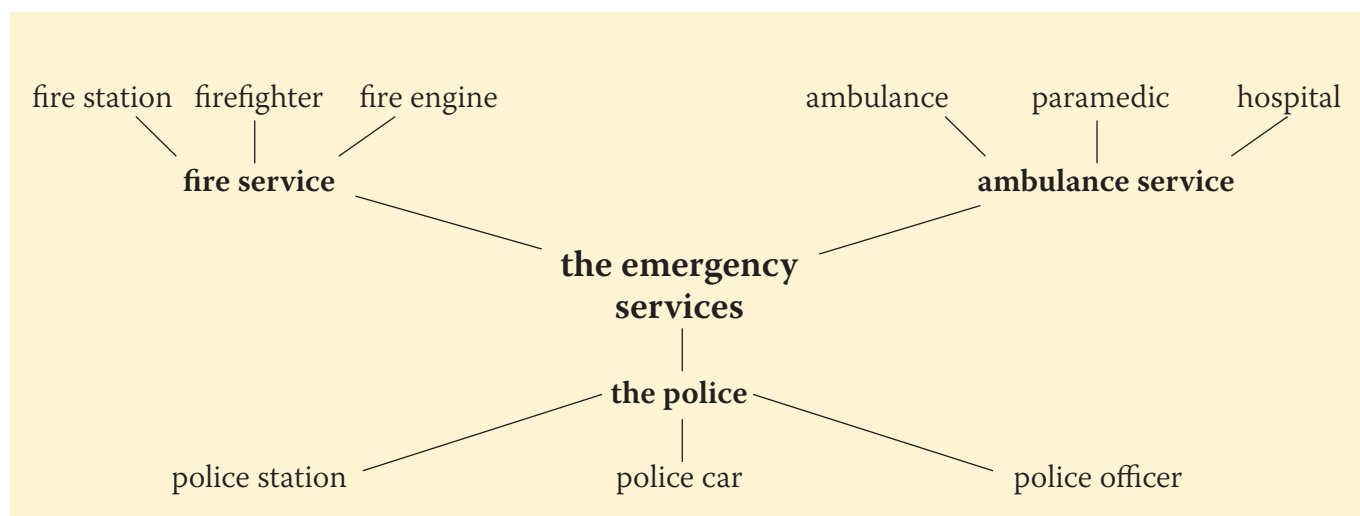 fire station firefighter fire engine
ambulance paramedic hospital
fire service
ambulance service
the emergency
services
the police
police station police car police officer